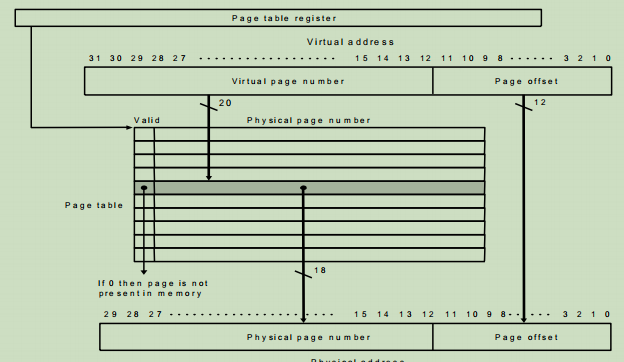 Page table register
Virtual address
31 30 29 28 27 15 14 13 12 11 10 9 8 3 2 1 0
Virtual page number Page offset
20 12
Valid Physical page number
Page table
18
If 0 then page is not
present in memory
29 28 27 15 14 13 12 11 10 9 8 3 2 1 0
Physical page number Page offset
Physical address